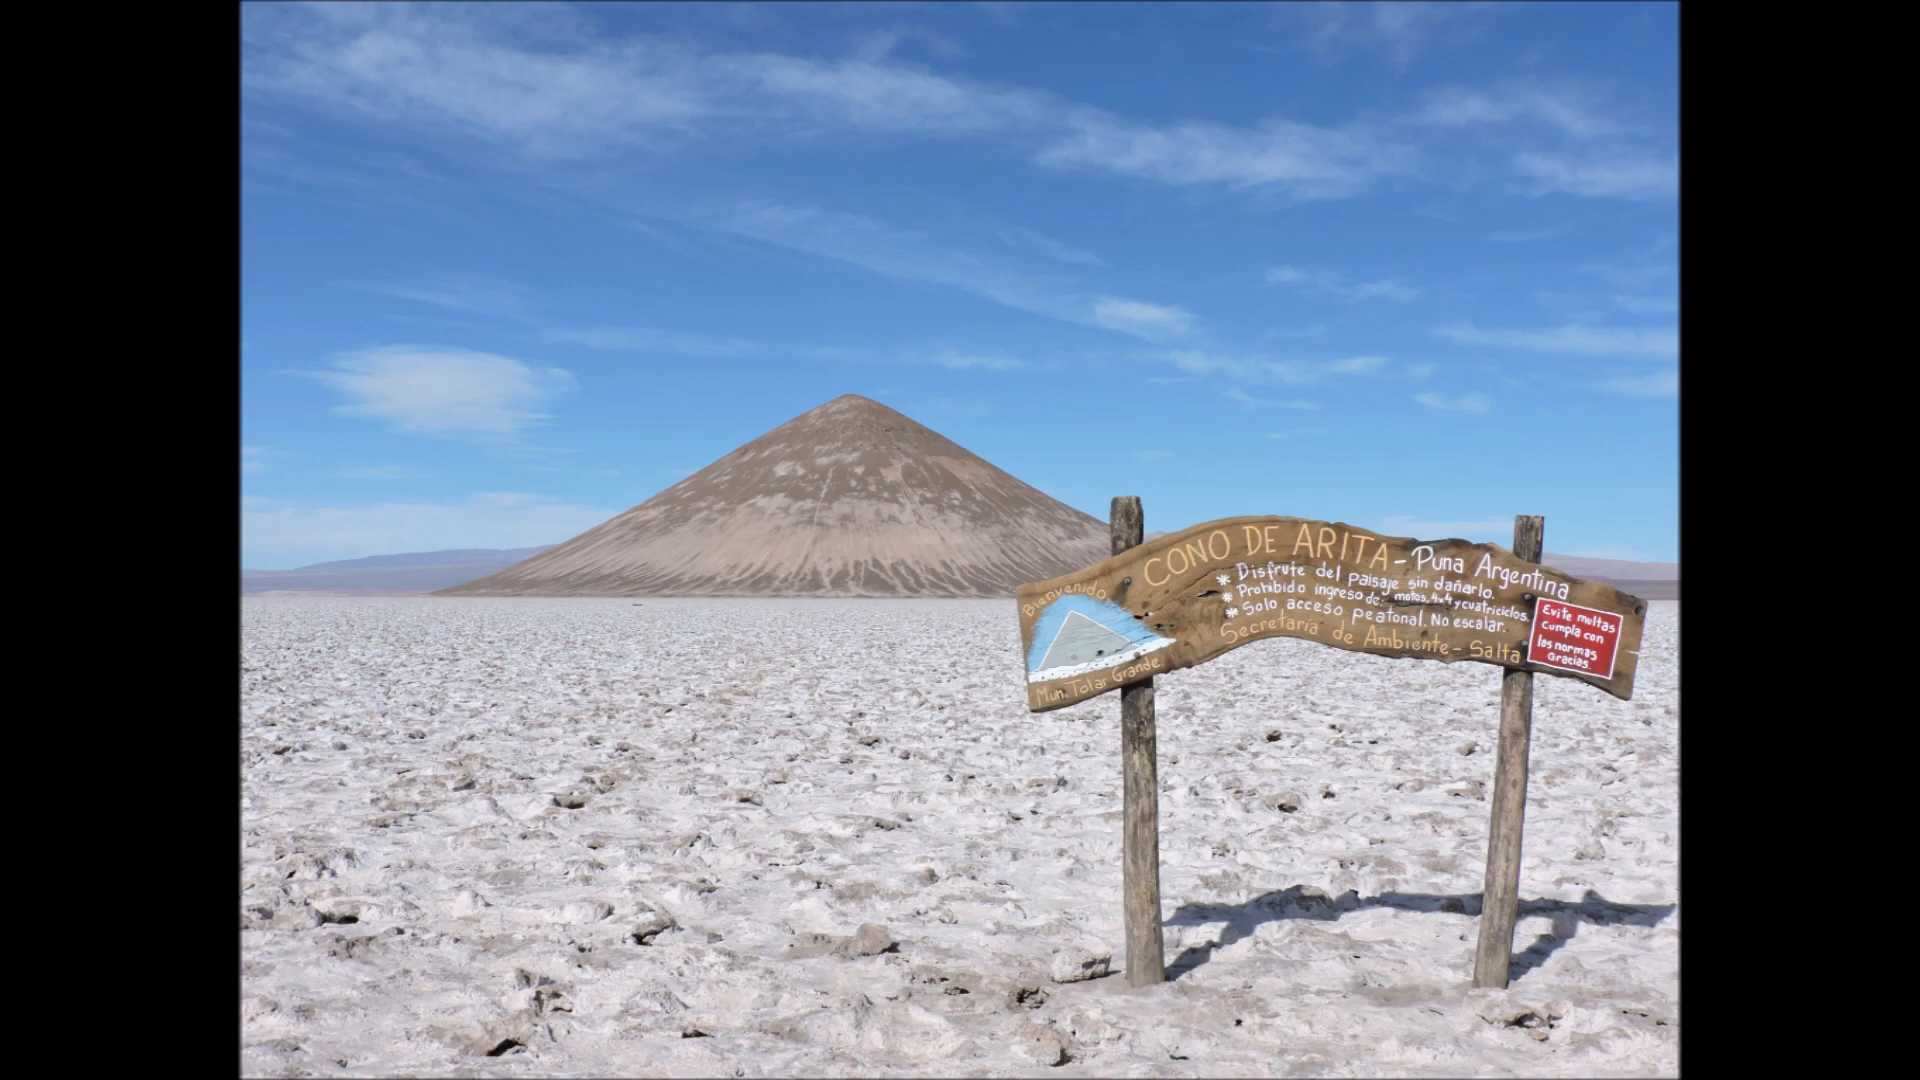 Bienvenido
Mun. Tolar Grande
CONO DE ARITA - Puna Argentina
* Disfrute del paisaje sin dañarlo.
* Prohibido ingreso de: motos, 4x4 y cuatriciclos.
* Solo acceso peatonal. No escalar.
Secretaría de Ambiente - Salta
Evite multas
Cumpla con
las normas
Gracias.